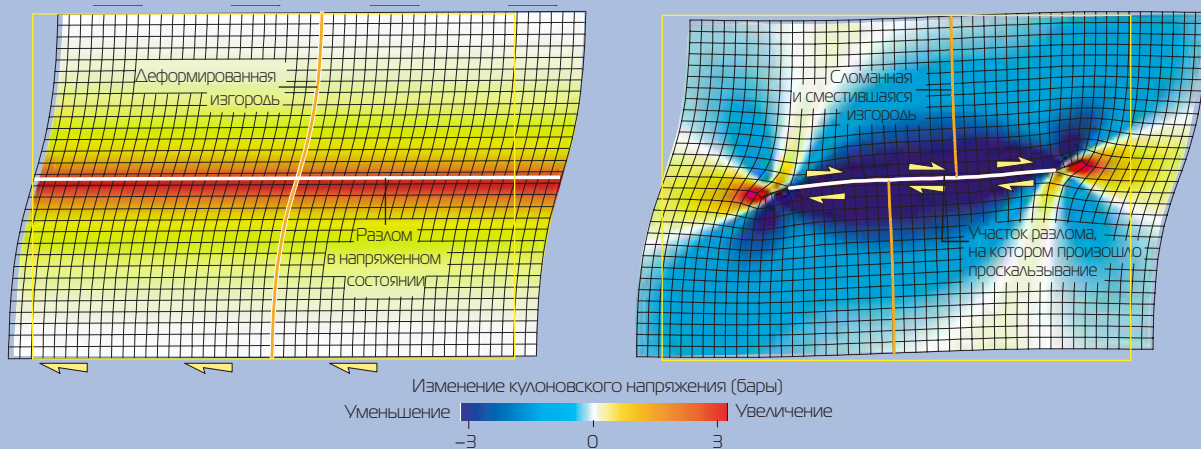 Деформированная
изгородь
Разлом
в напряженном
состоянии
Сломанная
и сместившаяся
изгородь
Участок разлома,
на котором произошло
проскальзывание
Изменение кулоновского напряжения (бары)
Уменьшение
Увеличение
–3
0
3